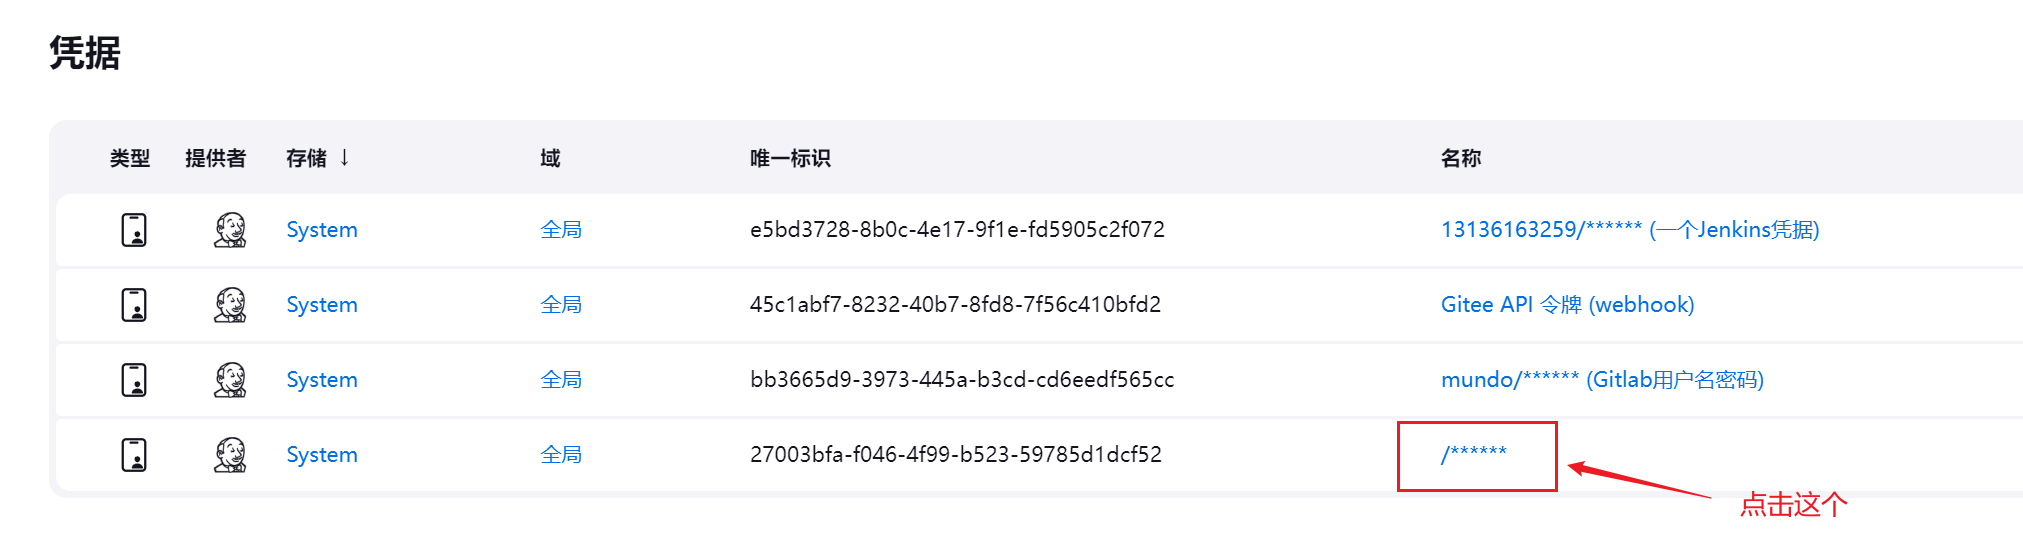 凭据
类型 提供者 存储 ↓ 域 唯一标识 名称
System 全局 e5bd3728-8b0c-4e17-9f1e-fd5905c2f072 13136163259/****** (一个Jenkins凭据)
System 全局 45c1abf7-8232-40b7-8fd8-7f56c410bfd2 Gitee API 令牌 (webhook)
System 全局 bb3665d9-3973-445a-b3cd-cd6eedf565cc mundo/****** (Gitlab用户名密码)
System 全局 27003bfa-f046-4f99-b523-59785d1dcf52 /******
点击这个